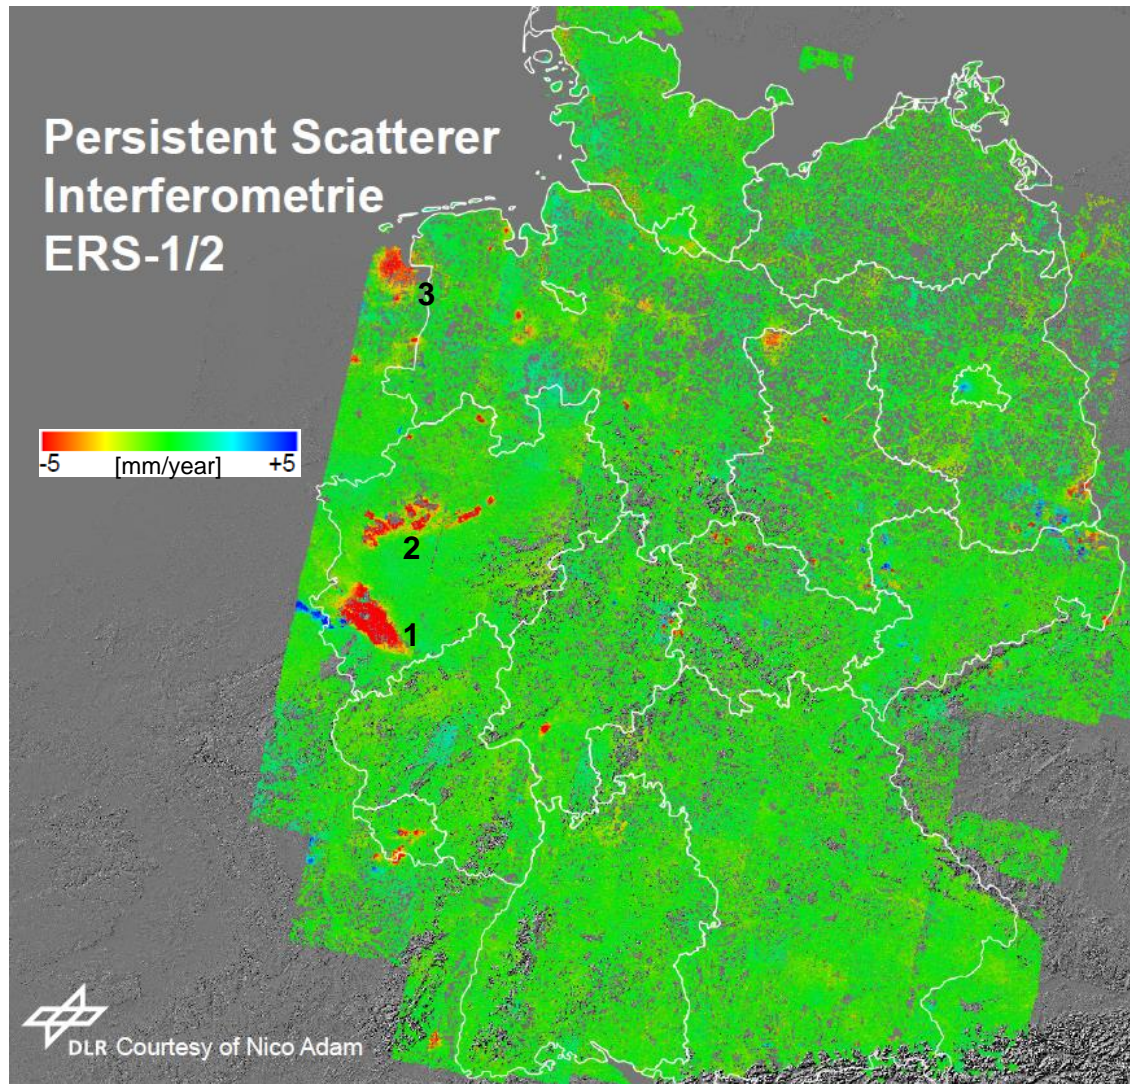 Persistent Scatterer
Interferometrie
ERS-1/2
3
-5 [mm/year] +5
2
1
DLR Courtesy of Nico Adam